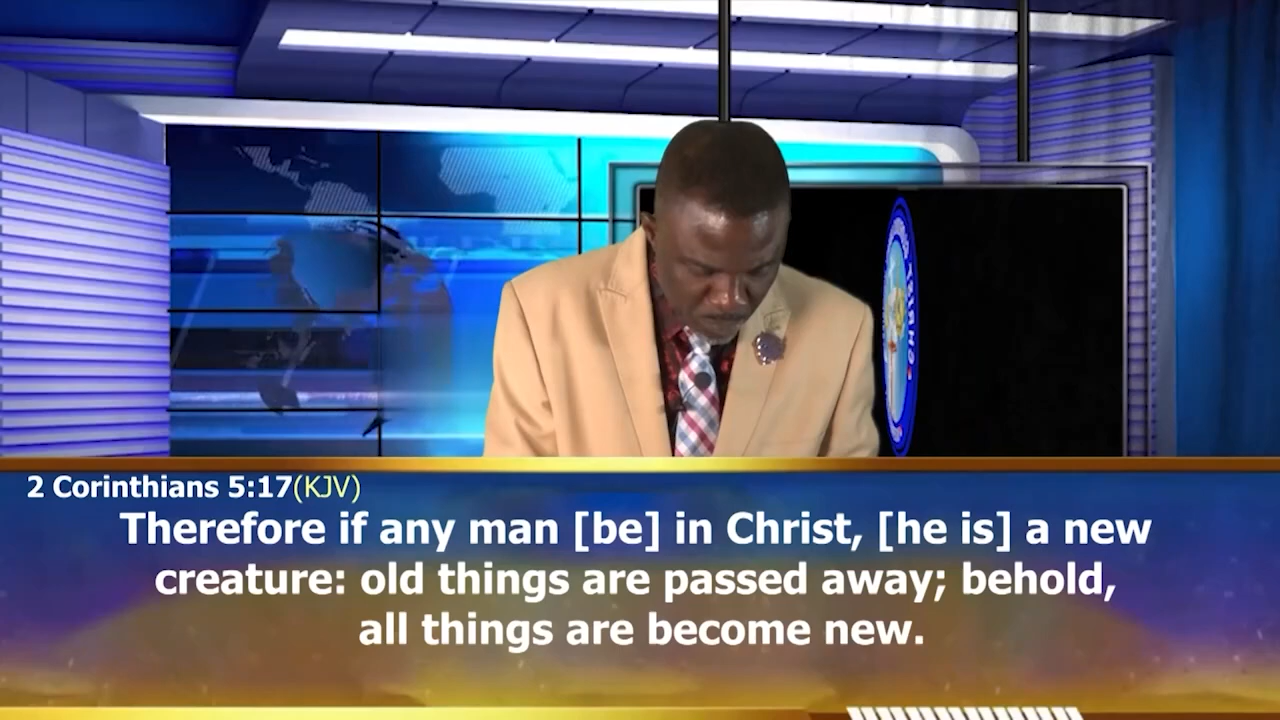 2 Corinthians 5:17(KJV)
Therefore if any man [be] in Christ, [he is] a new
creature: old things are passed away; behold,
all things are become new.